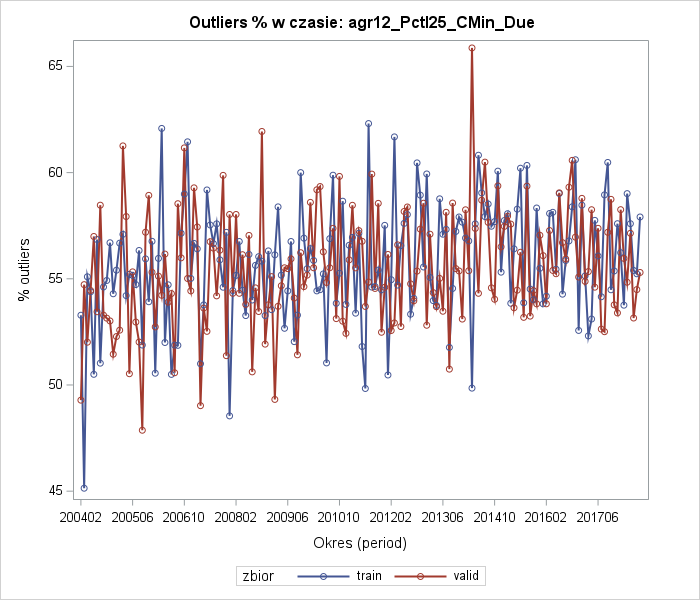 Outliers % w czasie: agr12_Pctl25_CMin_Due
% outliers
65
60
55
50
45
200402 200506 200610 200802 200906 201010 201202 201306 201410 201602 201706
Okres (period)
zbior train valid